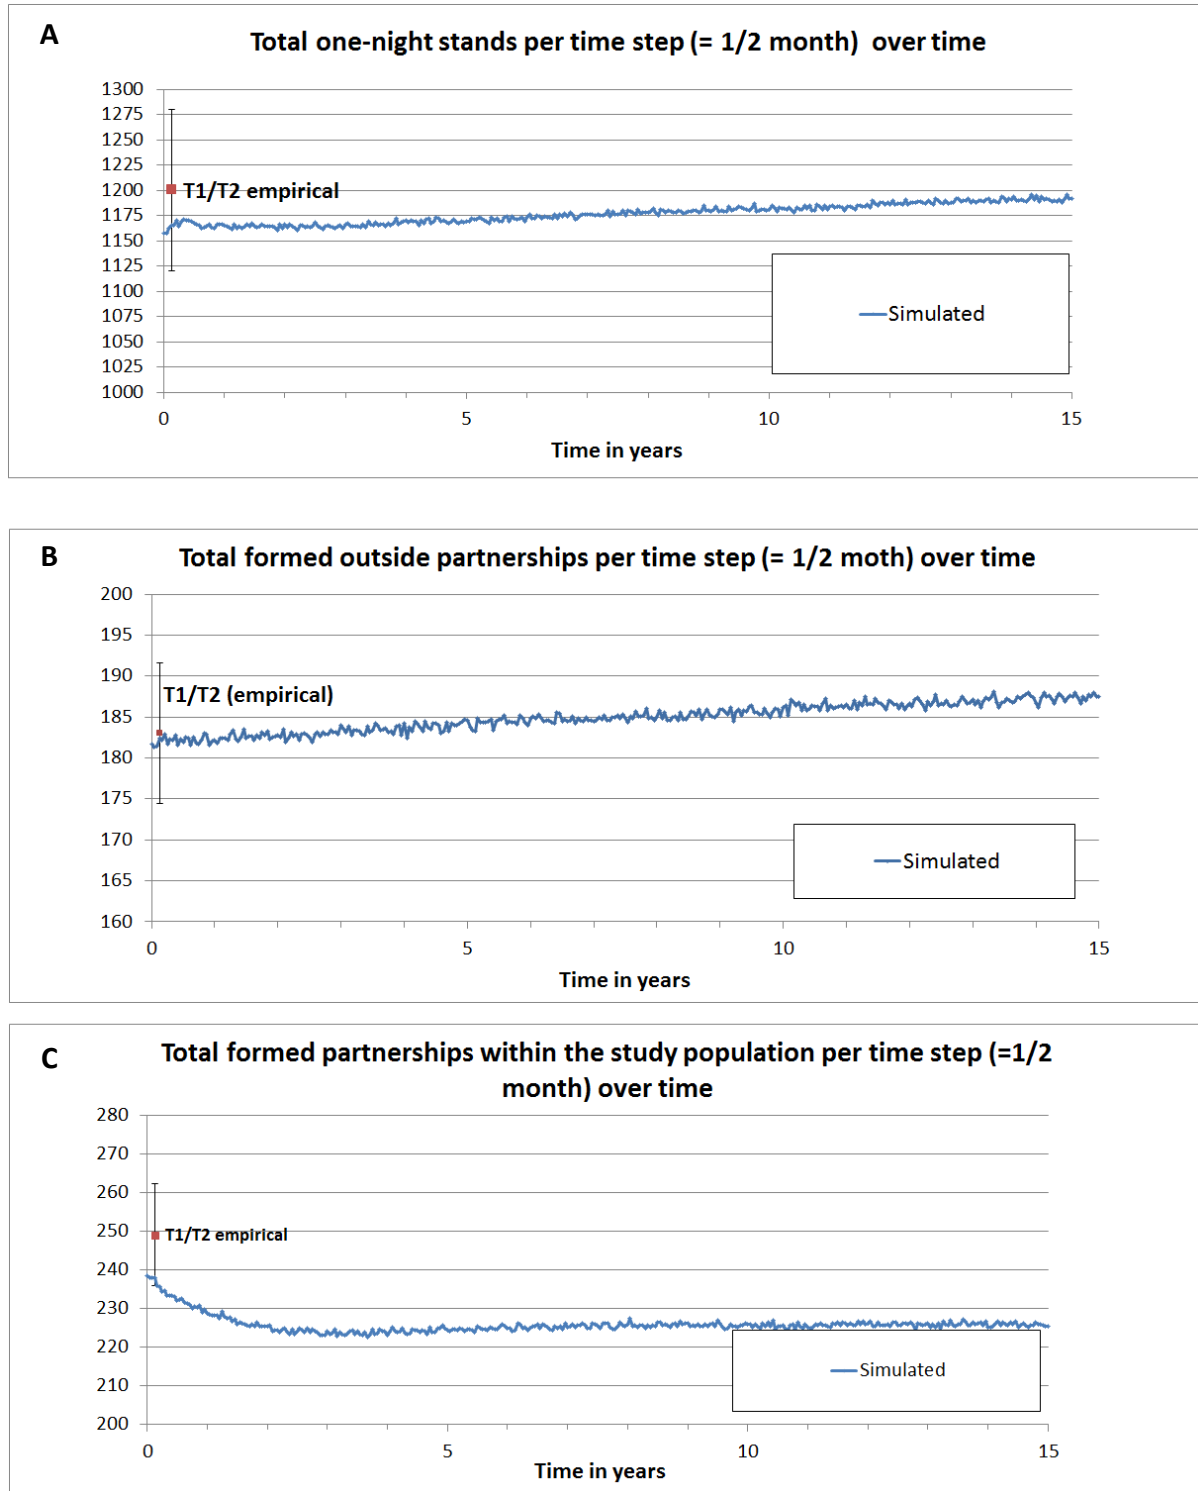 A
Total one-night stands per time step (= 1/2 month)  over time
1300
1275
1250
1225
1200
1175
1150
1125
1100
1075
1050
1025
1000
T1/T2 empirical
Simulated
0
5
10
15
Time in years
B
Total formed outside partnerships per time step (= 1/2 moth) over time
200
195
190
185
180
175
170
165
160
T1/T2 (empirical)
Simulated
0
5
10
15
Time in years
C
Total formed partnerships within the study population per time step (=1/2
month) over time
280
270
260
250
240
230
220
210
200
T1/T2 empirical
Simulated
0
5
10
15
Time in years